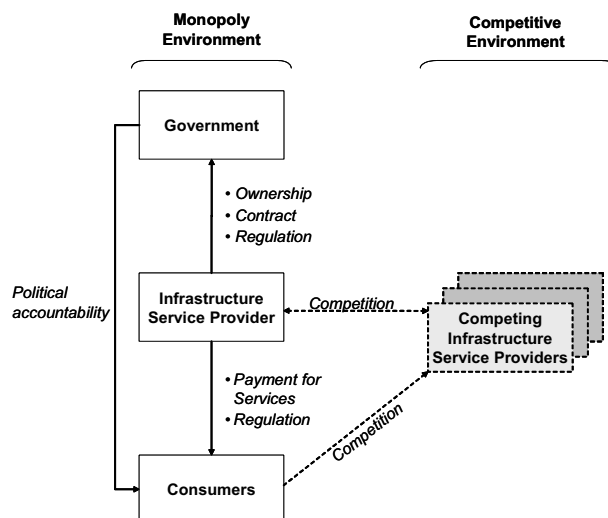 Monopoly
Environment
Competitive
Environment
Government
• Ownership
• Contract
• Regulation
Political
accountability
Infrastructure
Service Provider
Competition
Competing
Infrastructure
Service Providers
• Payment for
Services
• Regulation
Competition
Consumers